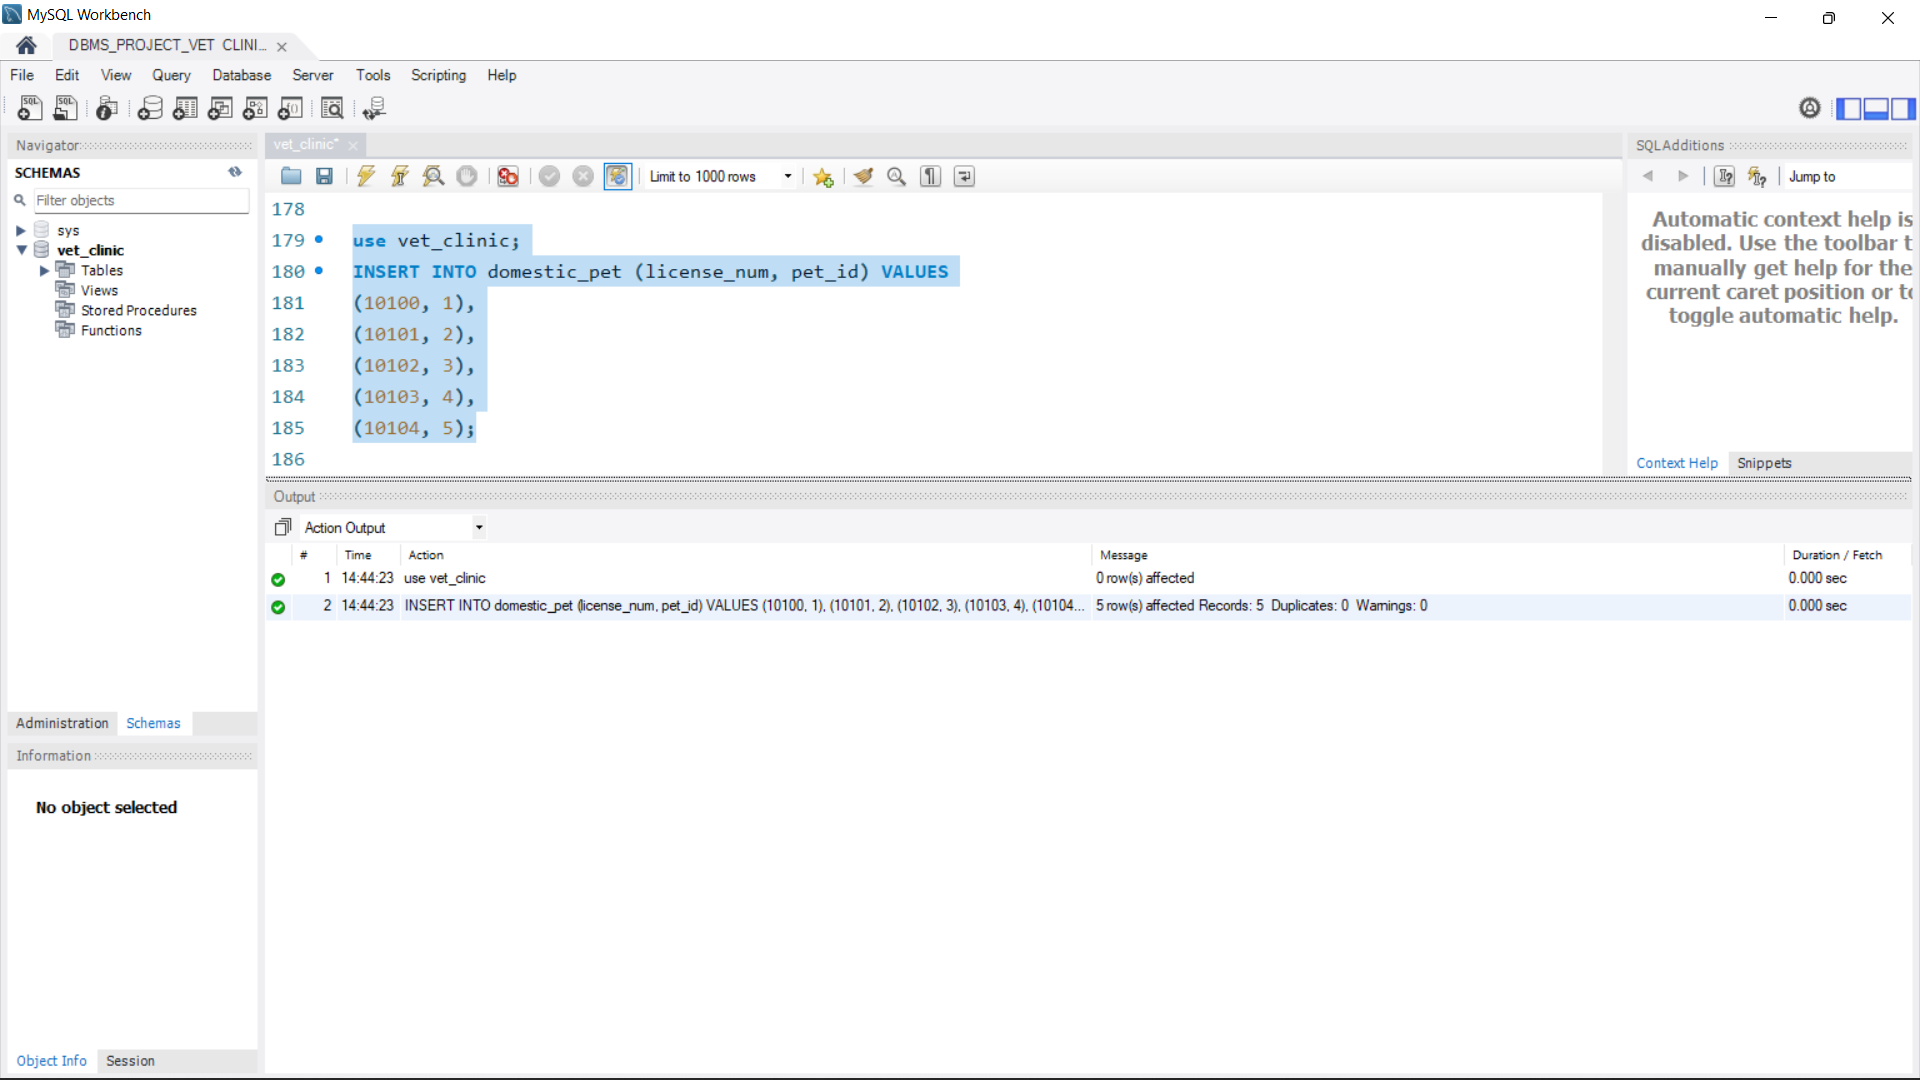 MySQL Workbench
DBMS_PROJECT_VET CLINI...
File Edit View Query Database Server Tools Scripting Help
Navigator
SCHEMAS
Filter objects
sys
vet_clinic
Tables
Views
Stored Procedures
Functions
Administration Schemas
Information
No object selected
Object Info Session
vet_clinic*
Limit to 1000 rows
178
179 use vet_clinic;
180 INSERT INTO domestic_pet (license_num, pet_id) VALUES
181 (10100, 1),
182 (10101, 2),
183 (10102, 3),
184 (10103, 4),
185 (10104, 5);
186
SQLAdditions
Jump to
Automatic context help is
disabled. Use the toolbar t
manually get help for the
current caret position or to
toggle automatic help.
Context Help Snippets
Output
Action Output
# Time Action Message Duration / Fetch
1 14:44:23 use vet_clinic 0 row(s) affected 0.000 sec
2 14:44:23 INSERT INTO domestic_pet (license_num, pet_id) VALUES (10100, 1), (10101, 2), (10102, 3), (10103, 4), (10104... 5 row(s) affected Records: 5 Duplicates: 0 Warnings: 0 0.000 sec